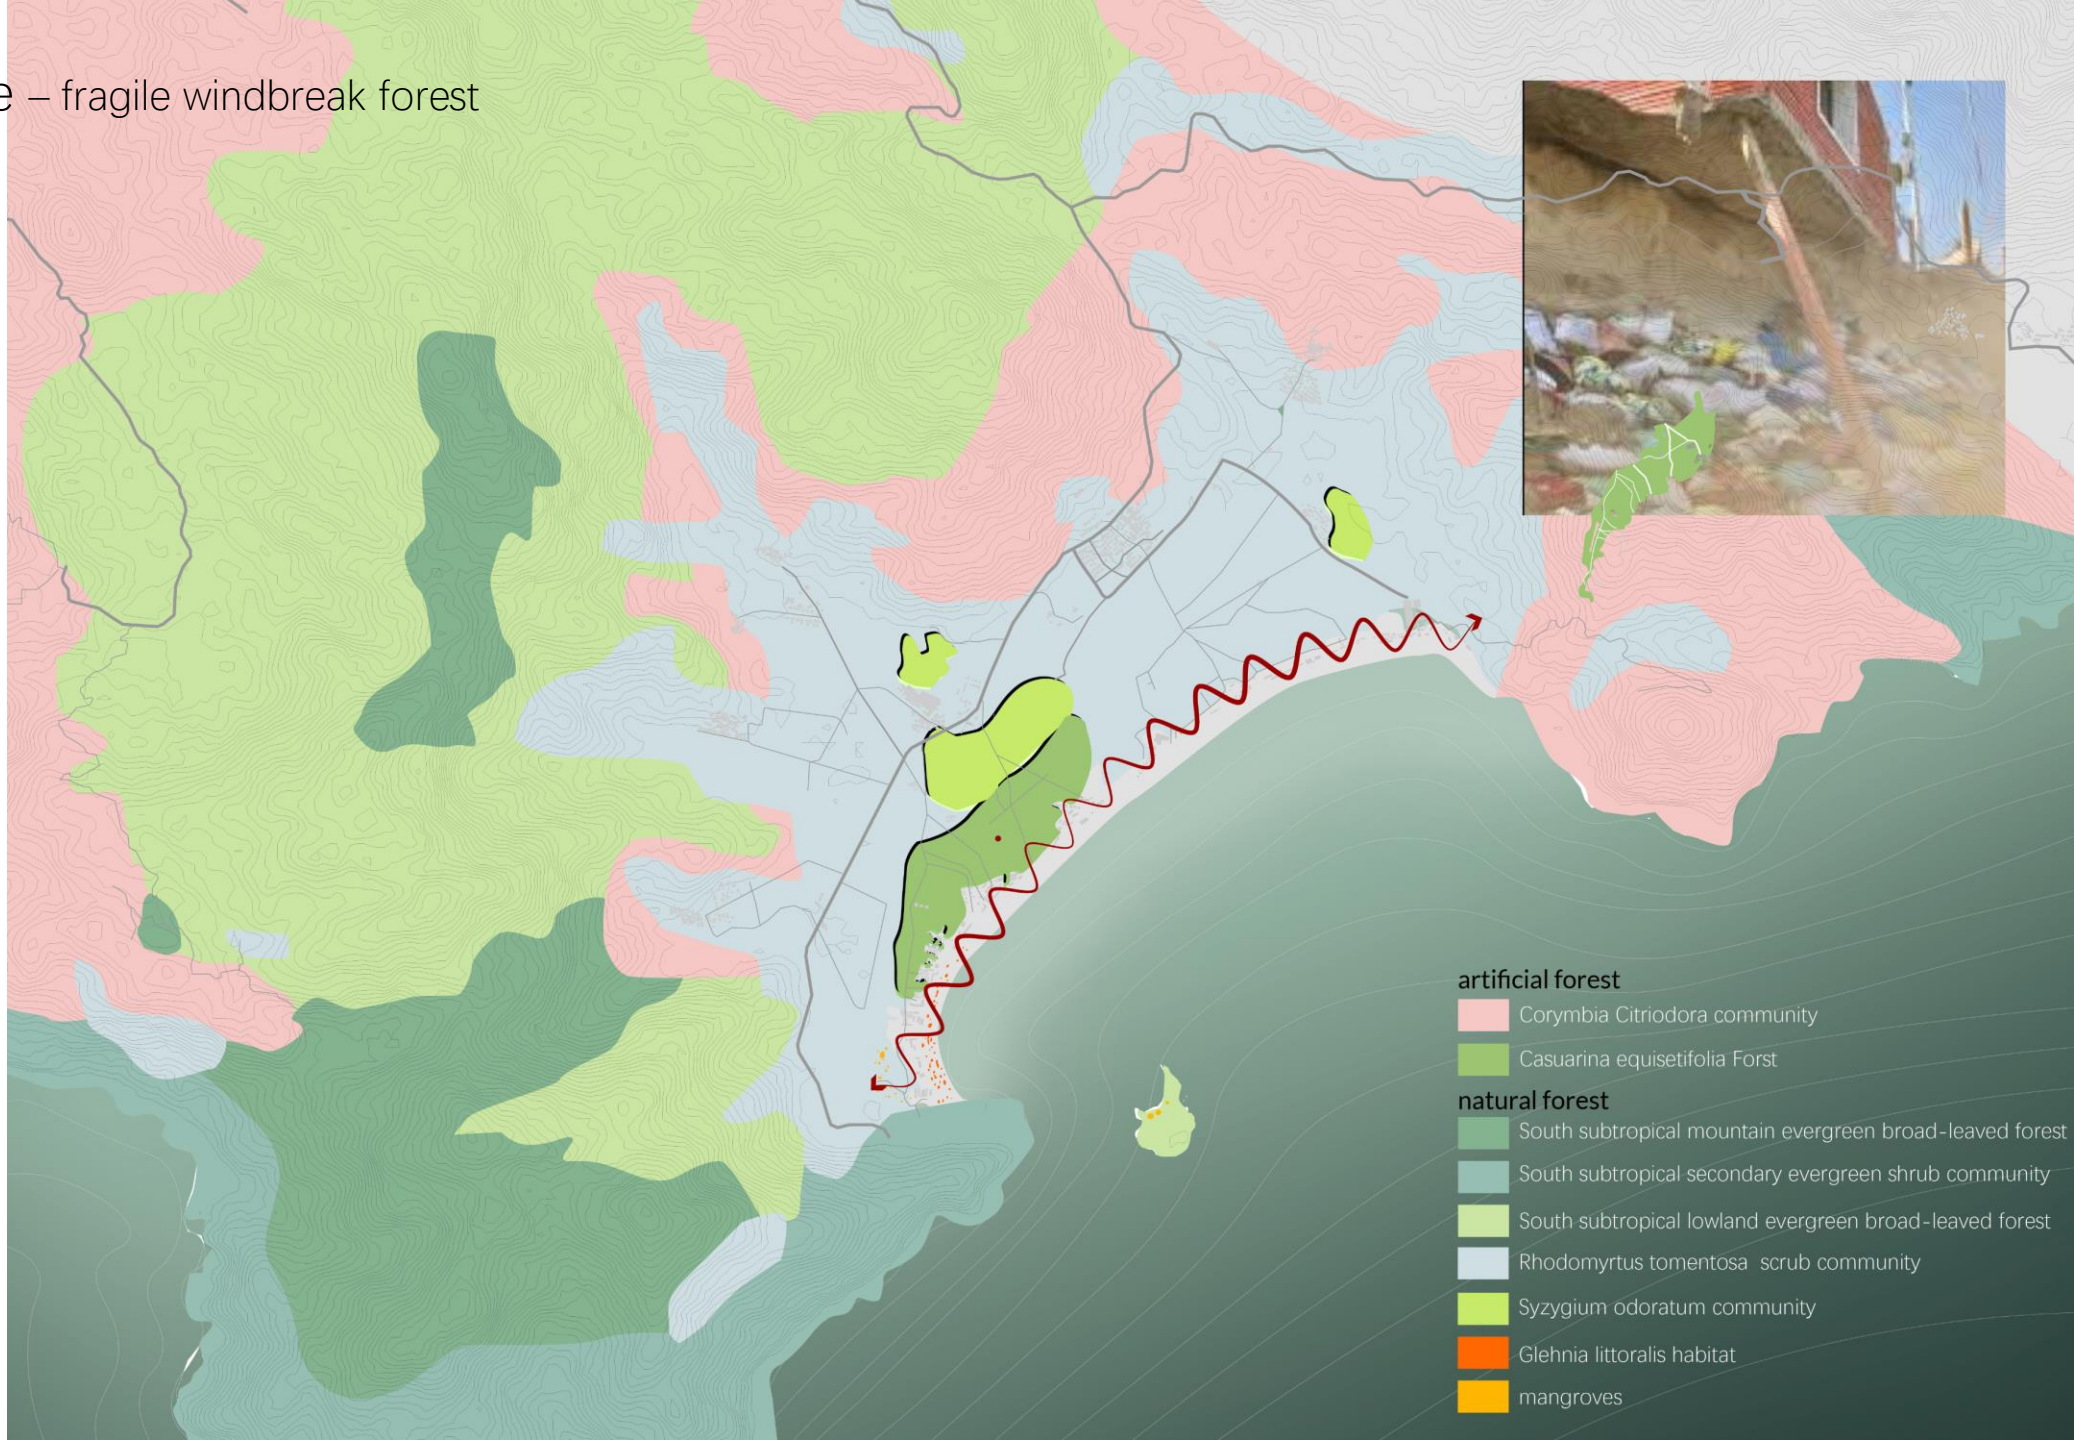 e – fragile windbreak forest
artificial forest
Corymbia Citriodora community
Casuarina equisetifolia Forst
natural forest
South subtropical mountain evergreen broad-leaved forest
South subtropical secondary evergreen shrub community
South subtropical lowland evergreen broad-leaved forest
Rhodomyrtus tomentosa scrub community
Syzygium odoratum community
Glehnia littoralis habitat
mangroves